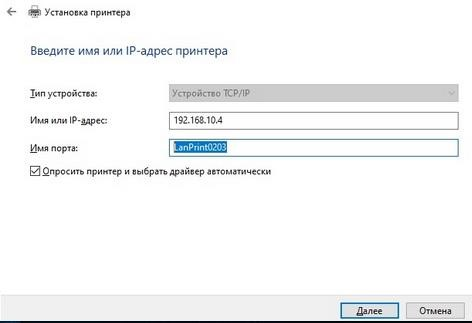 Установка принтера
Введите имя или IP-адрес принтера
Тип устройства: Устройство TCP/IP
Имя или IP-адрес: 192.168.10.4
Имя порта: LanPrint0203
Опросить принтер и выбрать драйвер автоматически
Далее Отмена